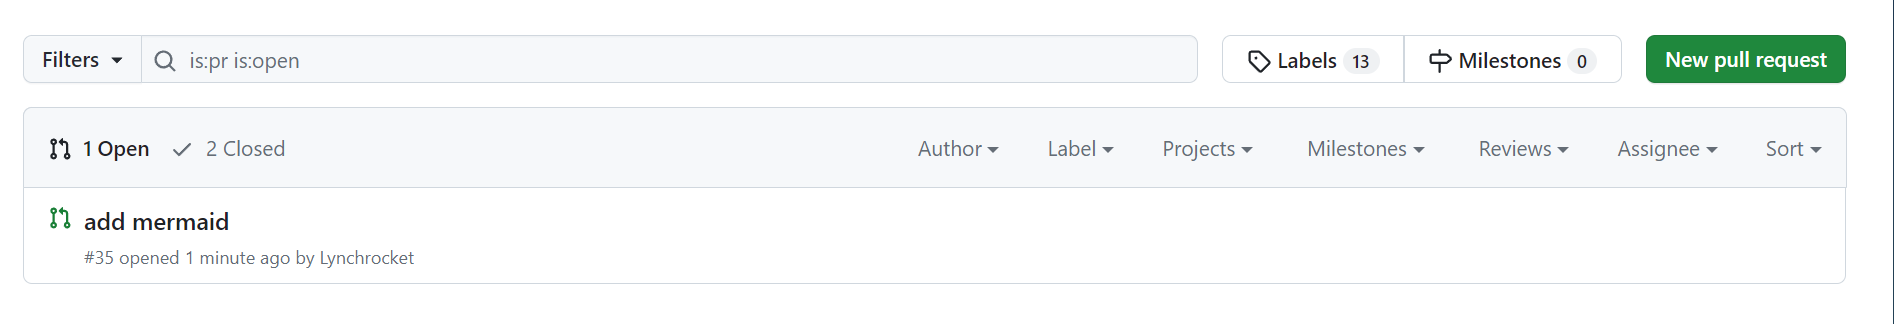 Filters is:pr is:open Labels 13 Milestones 0 New pull request
1 Open 2 Closed Author Label Projects Milestones Reviews Assignee Sort
add mermaid
#35 opened 1 minute ago by Lynchrocket